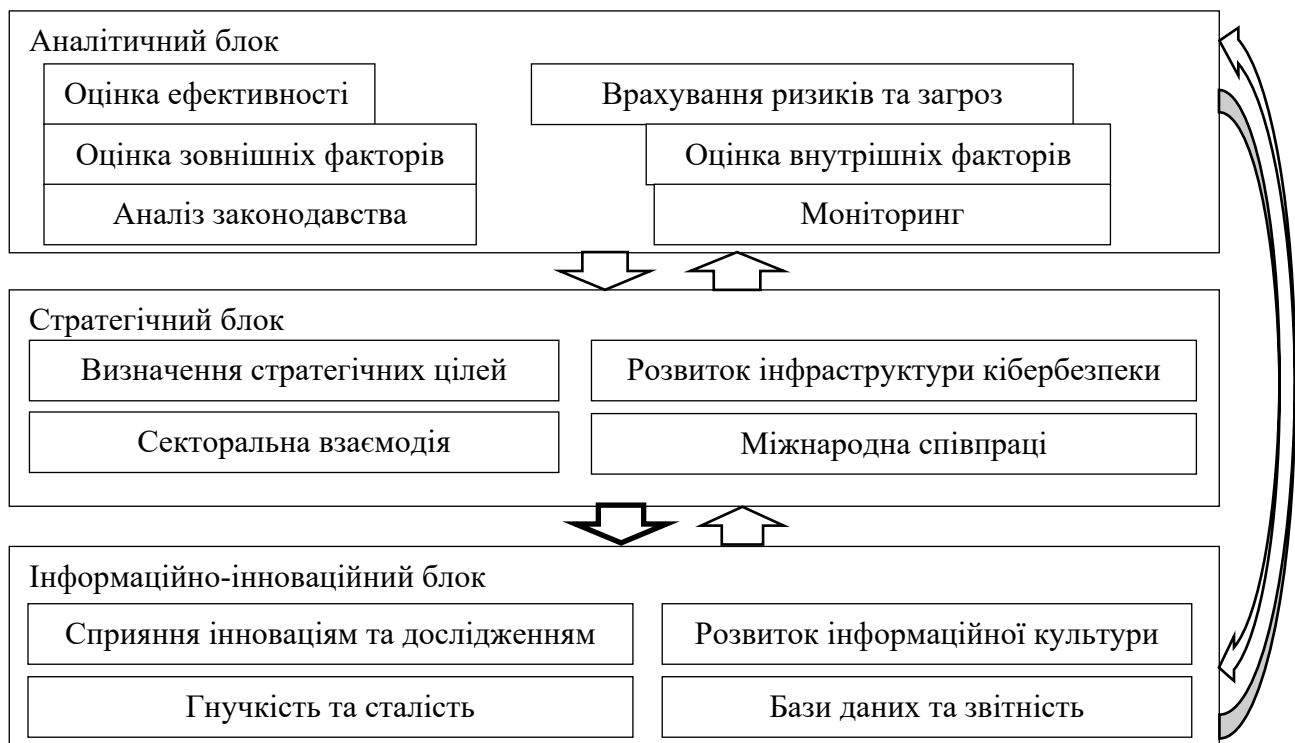 Аналітичний блок
Оцінка ефективності
Врахування ризиків та загроз
Оцінка зовнішніх факторів
Оцінка внутрішніх факторів
Аналіз законодавства
Моніторинг
Стратегічний блок
Визначення стратегічних цілей
Розвиток інфраструктури кібербезпеки
Секторальна взаємодія
Міжнародна співпраці
Інформаційно-інноваційний блок
Сприяння інноваціям та дослідженням
Розвиток інформаційної культури
Гнучкість та сталість
Бази даних та звітність